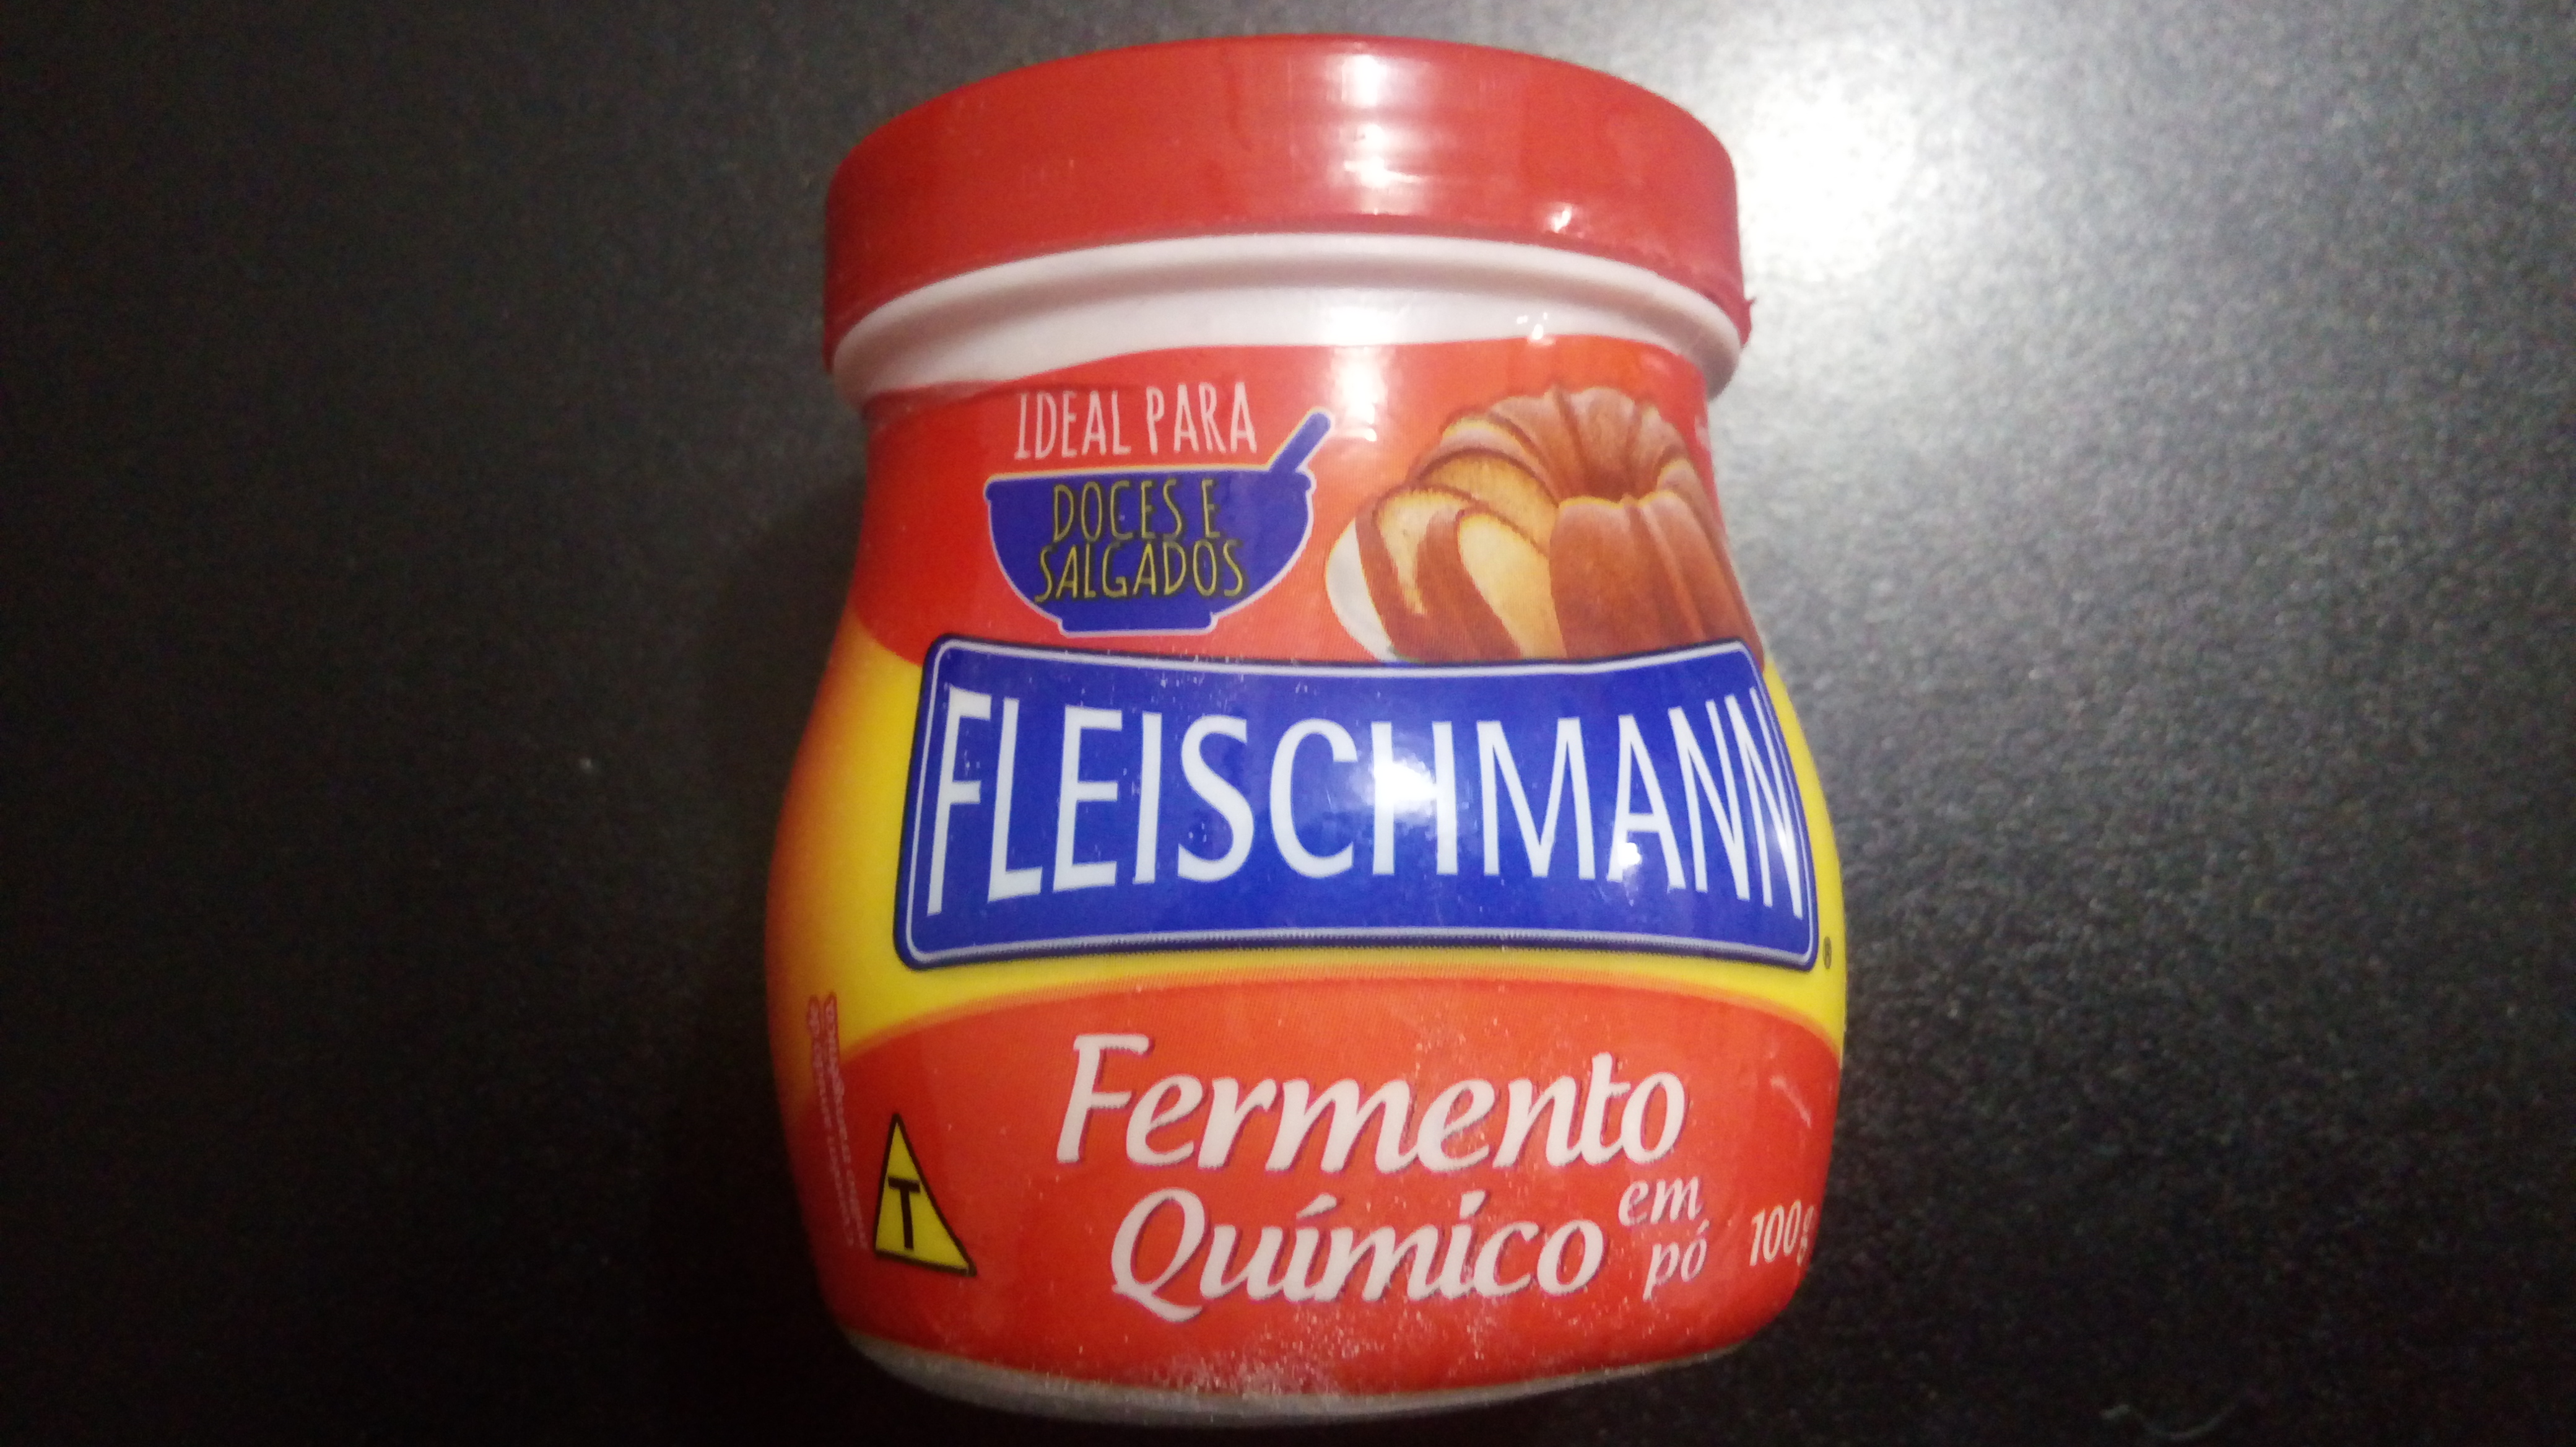 IDEAL PARA
DOCES E
SALGADOS
FLEISCHMANN®
Fermento
Químico
em
pó
100g
T